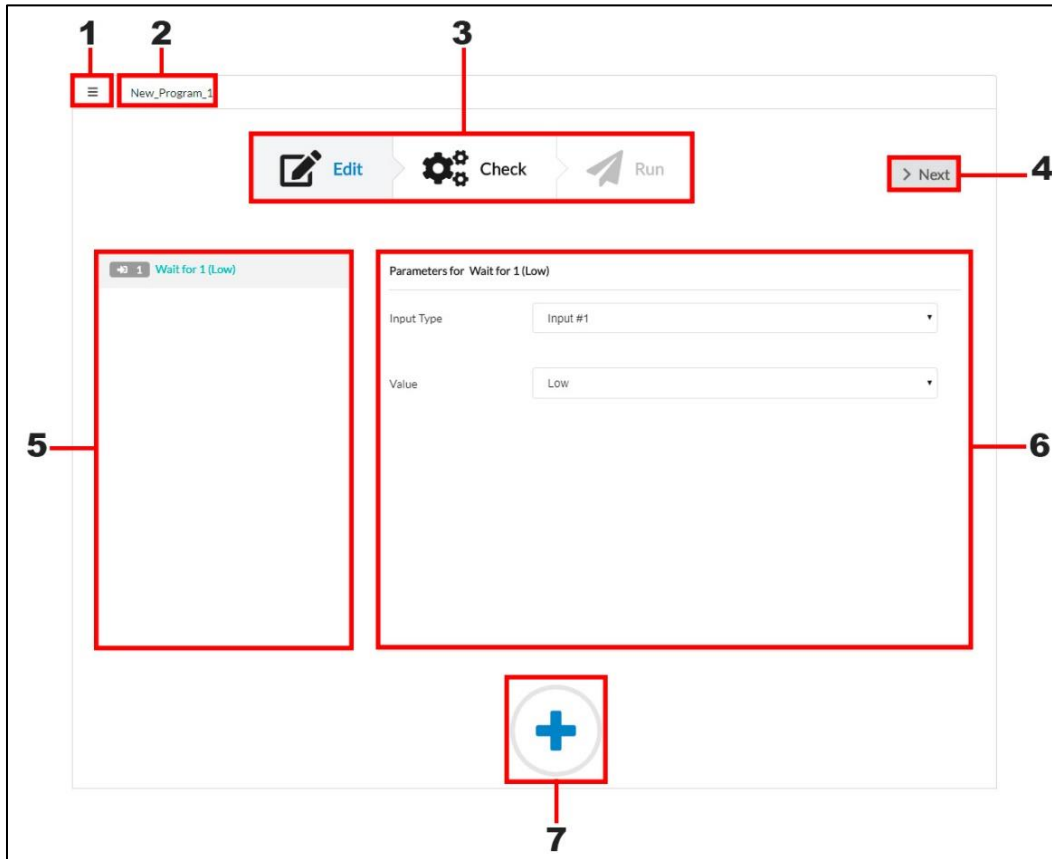 1 2 3
New_Program_1
Edit Check Run
> Next 4
1 Wait for 1 (Low)
Parameters for Wait for 1 (Low)
Input Type Input #1
Value Low
5 6
7